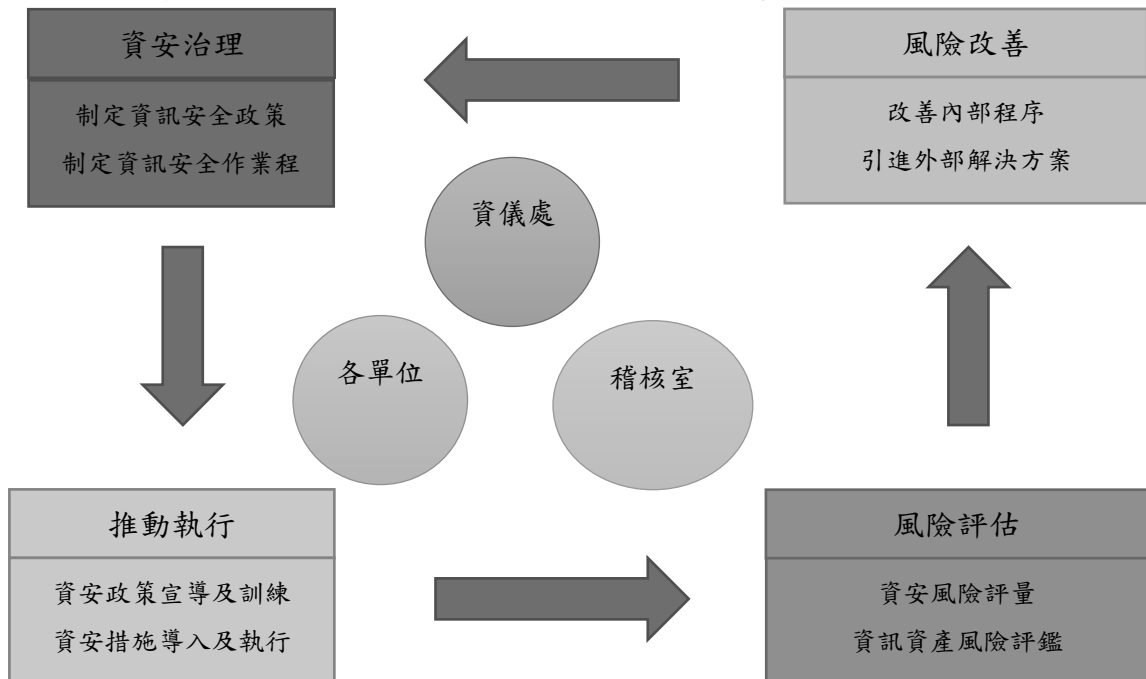 資安治理
制定資訊安全政策
制定資訊安全作業程
風險改善
改善內部程序
引進外部解決方案
資儀處
各單位
稽核室
推動執行
資安政策宣導及訓練
資安措施導入及執行
風險評估
資安風險評量
資訊資產風險評鑑